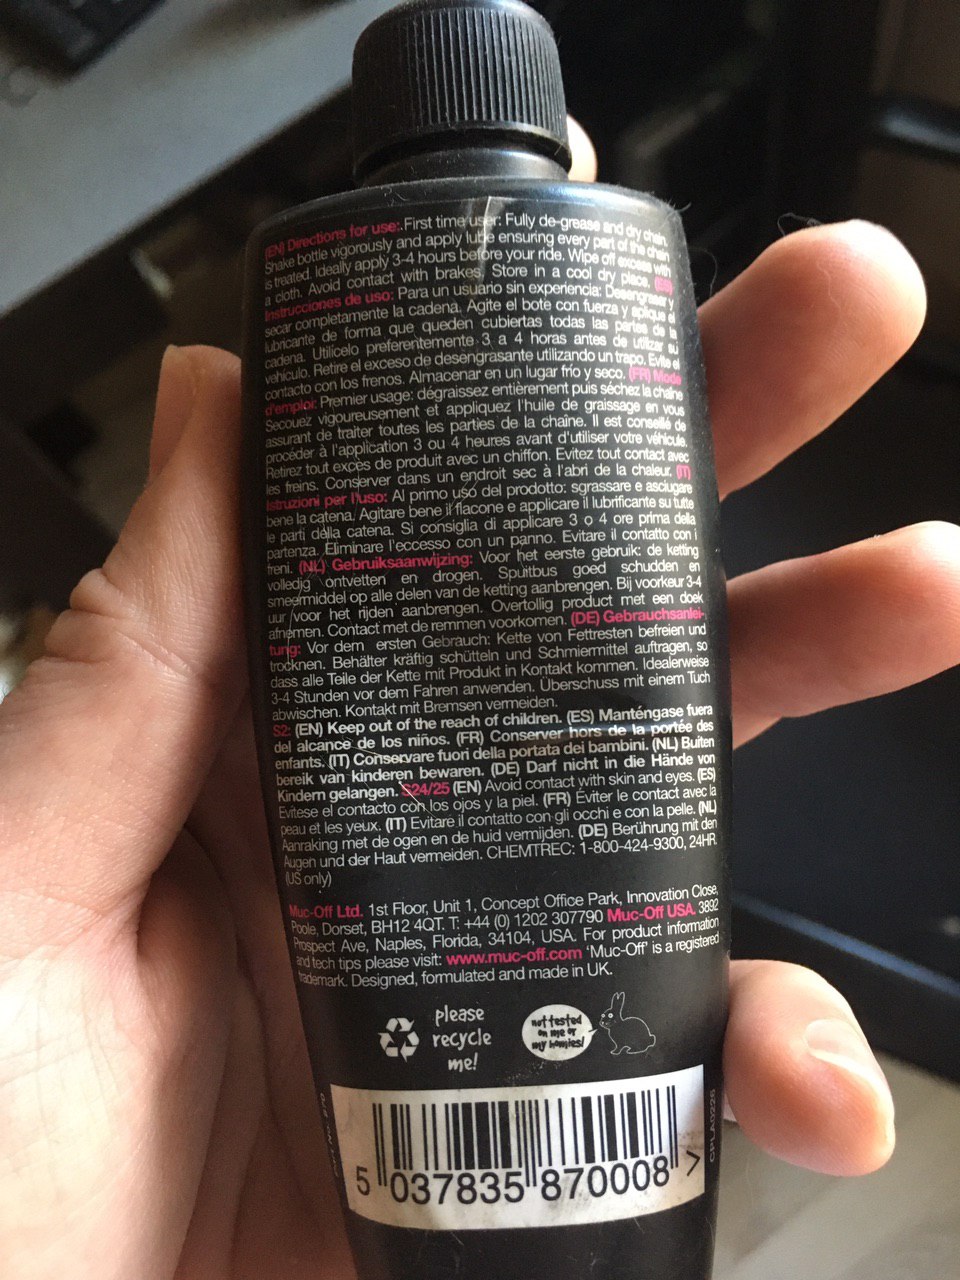 (EN) Directions for use: First time user: Fully de-grease and dry chain.
Shake bottle vigorously and apply lube ensuring every part of the chain
is treated. Ideally apply 3-4 hours before your ride. Wipe off excess with
a cloth. Avoid contact with brakes. Store in a cool dry place. (ES)
Instrucciones de uso: Para un usuario sin experiencia: Desengrasar y
secar completamente la cadena. Agite el bote con fuerza y aplique el
lubricante de forma que queden cubiertas todas las partes de la
cadena. Utilicelo preferentemente 3 a 4 horas antes de utilizar su
vehículo. Retire el exceso de desengrasante utilizando un trapo. Evite el
contacto con los frenos. Almacenar en un lugar frío y seco. (FR) Mode
d'emploi: Premier usage: dégraissez entièrement puis séchez la chaîne
Secouez vigoureusement et appliquez l'huile de graissage en vous
assurant de traiter toutes les parties de la chaîne. Il est conseillé de
procéder à l'application 3 ou 4 heures avant d'utiliser votre véhicule.
Retirez tout excès de produit avec un chiffon. Evitez tout contact avec
les freins. Conserver dans un endroit sec à l'abri de la chaleur. (IT)
Istruzioni per l'uso: Al primo uso del prodotto: sgrassare e asciugare
bene la catena. Agitare bene il flacone e applicare il lubrificante su tutte
le parti della catena. Si consiglia di applicare 3 o 4 ore prima della
partenza. Eliminare l'eccesso con un panno. Evitare il contatto con i
freni. (NL) Gebruiksaanwijzing: Voor het eerste gebruik: de ketting
volledig ontvetten en drogen. Spuitbus goed schudden en
smeermiddel op alle delen van de ketting aanbrengen. Bij voorkeur 3-4
uur voor het rijden aanbrengen. Overtollig product met een doek
afnemen. Contact met de remmen voorkomen. (DE) Gebrauchsanlei-
tung: Vor dem ersten Gebrauch: Kette von Fettresten befreien und
trocknen. Behälter kräftig schütteln und Schmiermittel auftragen, so
dass alle Teile der Kette mit Produkt in Kontakt kommen. Idealerweise
3-4 Stunden vor dem Fahren anwenden. Überschuss mit einem Tuch
abwischen. Kontakt mit Bremsen vermeiden.
S2: (EN) Keep out of the reach of children. (ES) Manténgase fuera
del alcance de los niños. (FR) Conserver hors de la portée des
enfants. (IT) Conservare fuori della portata dei bambini. (NL) Buiten
bereik van kinderen bewaren. (DE) Darf nicht in die Hände von
Kindern gelangen. S24/25 (EN) Avoid contact with skin and eyes. (ES)
Evítese el contacto con los ojos y la piel. (FR) Éviter le contact avec la
peau et les yeux. (IT) Evitare il contatto con gli occhi e con la pelle. (NL)
Aanraking met de ogen en de huid vermijden. (DE) Berührung mit den
Augen und der Haut vermeiden. CHEMTREC: 1-800-424-9300, 24HR.
(US only)
Muc-Off Ltd. 1st Floor, Unit 1, Concept Office Park, Innovation Close,
Poole, Dorset, BH12 4QT. T: +44 (0) 1202 307790 Muc-Off USA. 3892
Prospect Ave, Naples, Florida, 34104, USA. For product information
and tech tips please visit: www.muc-off.com 'Muc-Off' is a registered
trademark. Designed, formulated and made in UK.
please
recycle
me!
not tested
on me or
my homies!
5 037835 870008 >
CPLA0226